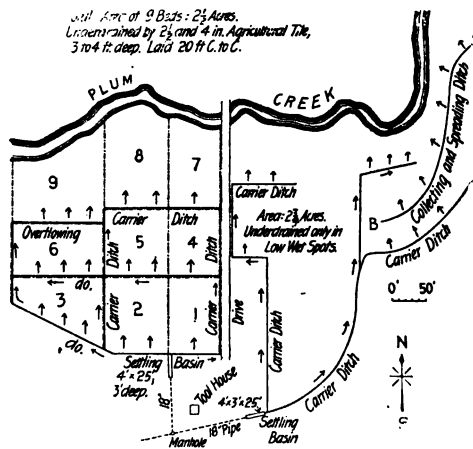 Area of 9 Beds: 2½ Acres.
Underdrained by 2½ and 4 in. Agricultural Tile,
3 to 4 ft. deep. Laid 20 ft C. to C.
PLUM CREEK
9
8
7
Carrier Ditch
Collecting and Spreading Ditch
B
Carrier Ditch
Overflowing
6
Carrier Ditch
Ditch
5
4
Ditch
Area: 2¾ Acres.
Underdrained only in
Low Wet Spots.
0' 50'
3
do.
Carrier
2
1
Carrier
Drive
Carrier Ditch
do.
Settling Basin
4'×25',
3' deep.
18"
Tool House
4'×3'×25'
Carrier Ditch
N
Settling
Basin
18" Pipe
Manhole